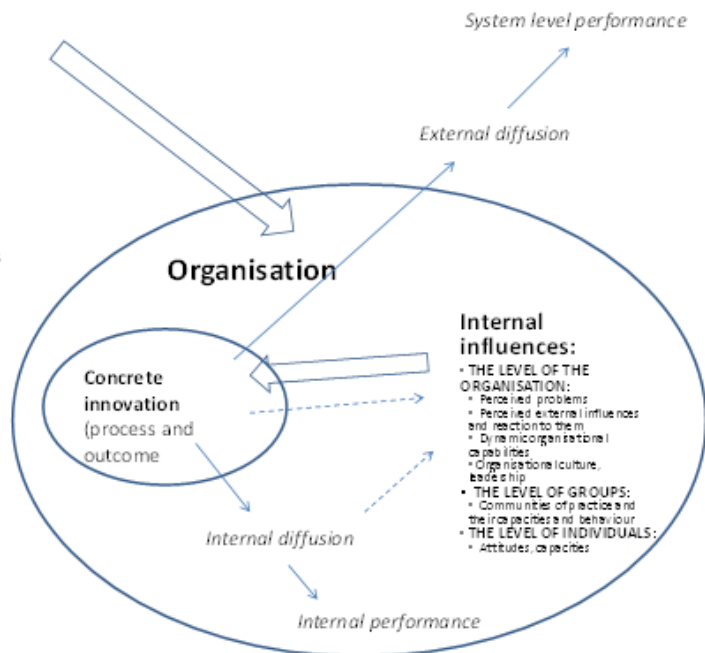 System level performance
External diffusion
Organisation
Concrete
innovation
(process and
outcome
Internal
influences:
• THE LEVEL OF THE
ORGANISATION:
• Perceived problems
• Perceived external influences
and reaction to them
• Dynamic organisational
capabilities
• Organisational culture,
leadership
• THE LEVEL OF GROUPS:
• Communities of practice and
their capacities and behaviour
• THE LEVEL OF INDIVIDUALS:
• Attitudes, capacities
Internal diffusion
Internal performance